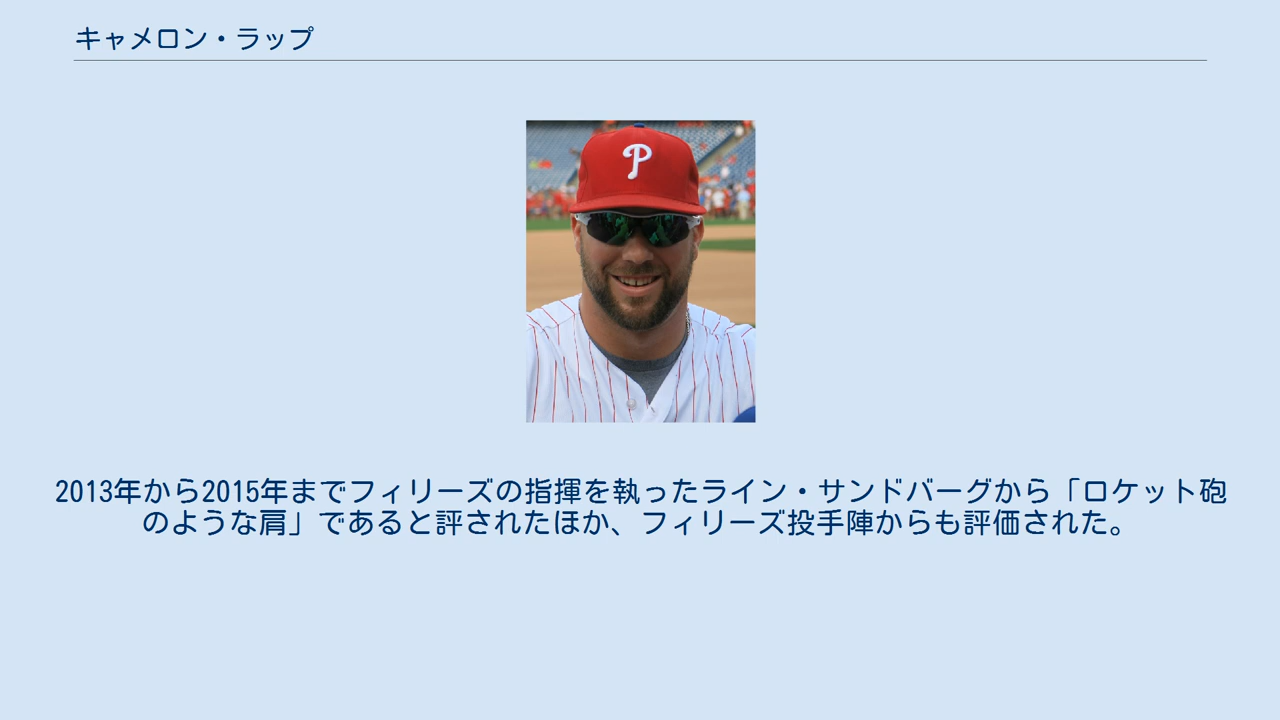 キャメロン・ラップ
P
2013年から2015年までフィリーズの指揮を執ったライン・サンドバーグから「ロケット砲
のような肩」であると評されたほか、フィリーズ投手陣からも評価された。